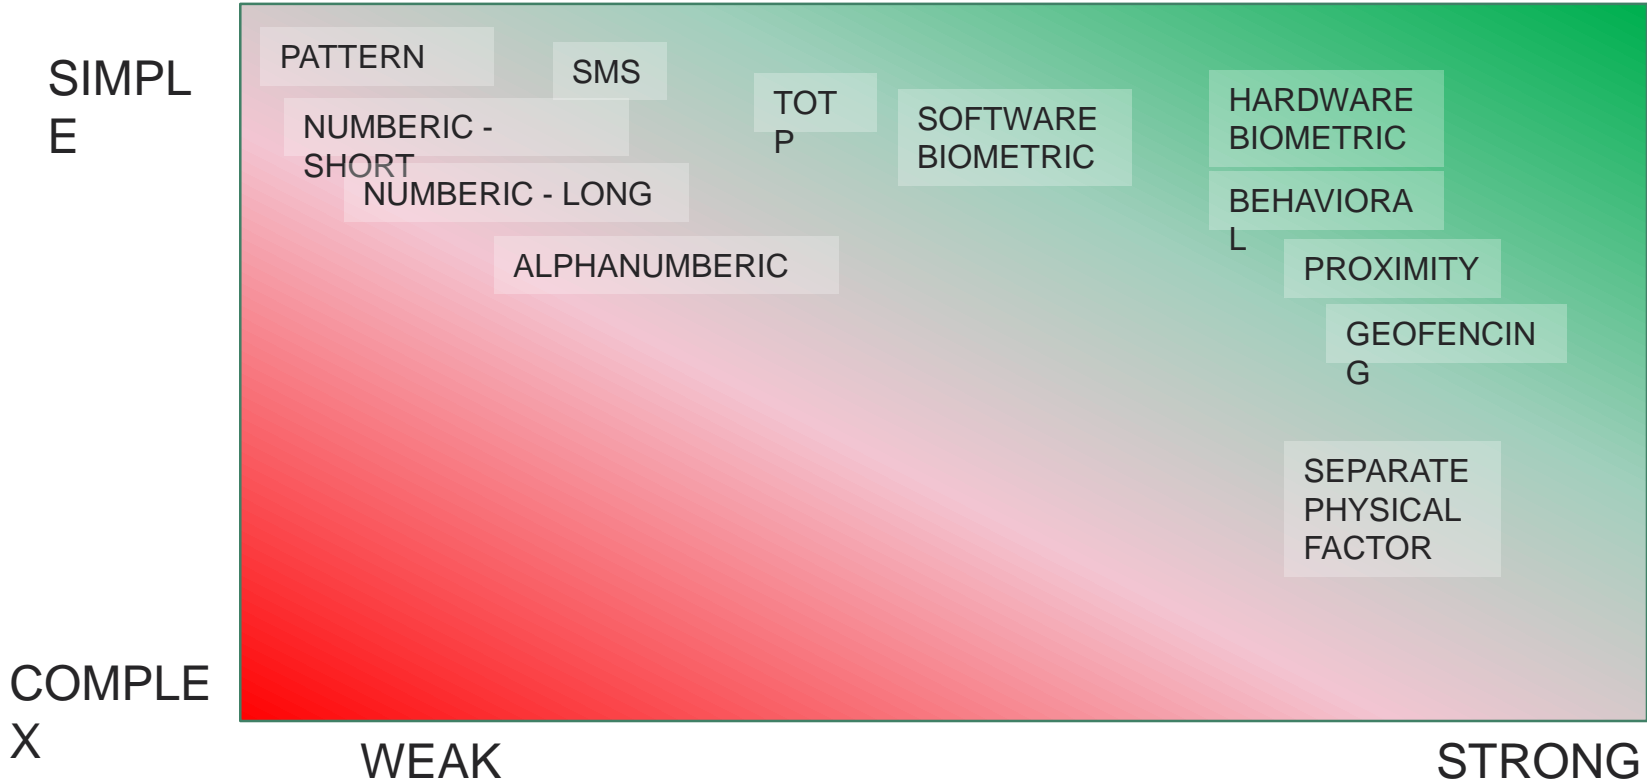 PATTERN
SMS
SIMPL
E
TOT
P
SOFTWARE
BIOMETRIC
HARDWARE
BIOMETRIC
NUMBERIC -
SHORT
NUMBERIC - LONG
BEHAVIORA
L
ALPHANUMBERIC
PROXIMITY
GEOFENCIN
G
SEPARATE
PHYSICAL
FACTOR
COMPLE
X
WEAK
STRONG